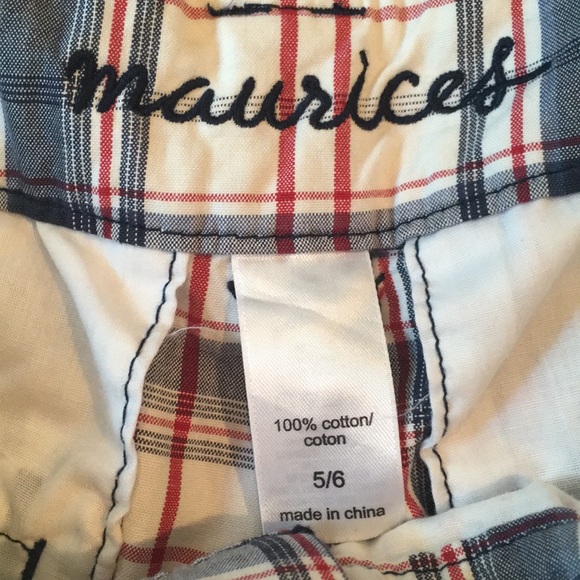 maurices
100% cotton/
coton
5/6
made in china